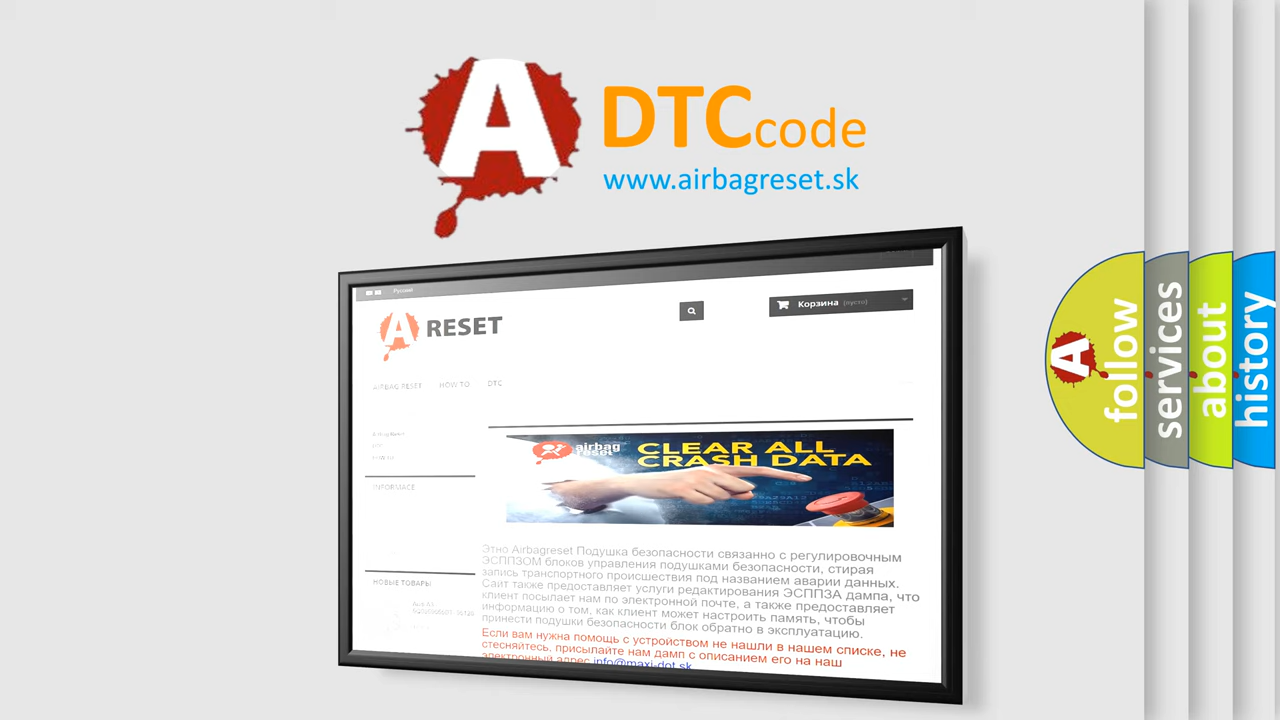 A
DTCcode
www.airbagreset.sk
Русский
A RESET
Корзина (пусто)
AIRBAG RESET HOW TO DTC
INFORMACE
НОВЫЕ ТОВАРЫ
airbag
reset
CLEAR ALL
CRASH DATA
Этно Airbagreset Подушка безопасности связанно с регулировочным
ЭСППЗОМ блоков управления подушками безопасности, стирая
запись транспортного происшествия под названием аварии данных.
Сайт также предоставляет услуги редактирования ЭСППЗА дампа, что
клиент посылает нам по электронной почте, а также предоставляет
информацию о том, как клиент может настроить память, чтобы
принести подушки безопасности блок обратно в эксплуатацию.
Если вам нужна помощь с устройством не нашли в нашем списке, не
стесняйтесь, присылайте нам дамп с описанием его на наш
электронный адрес info@maxi-dot.sk
A
follow
services
about
history